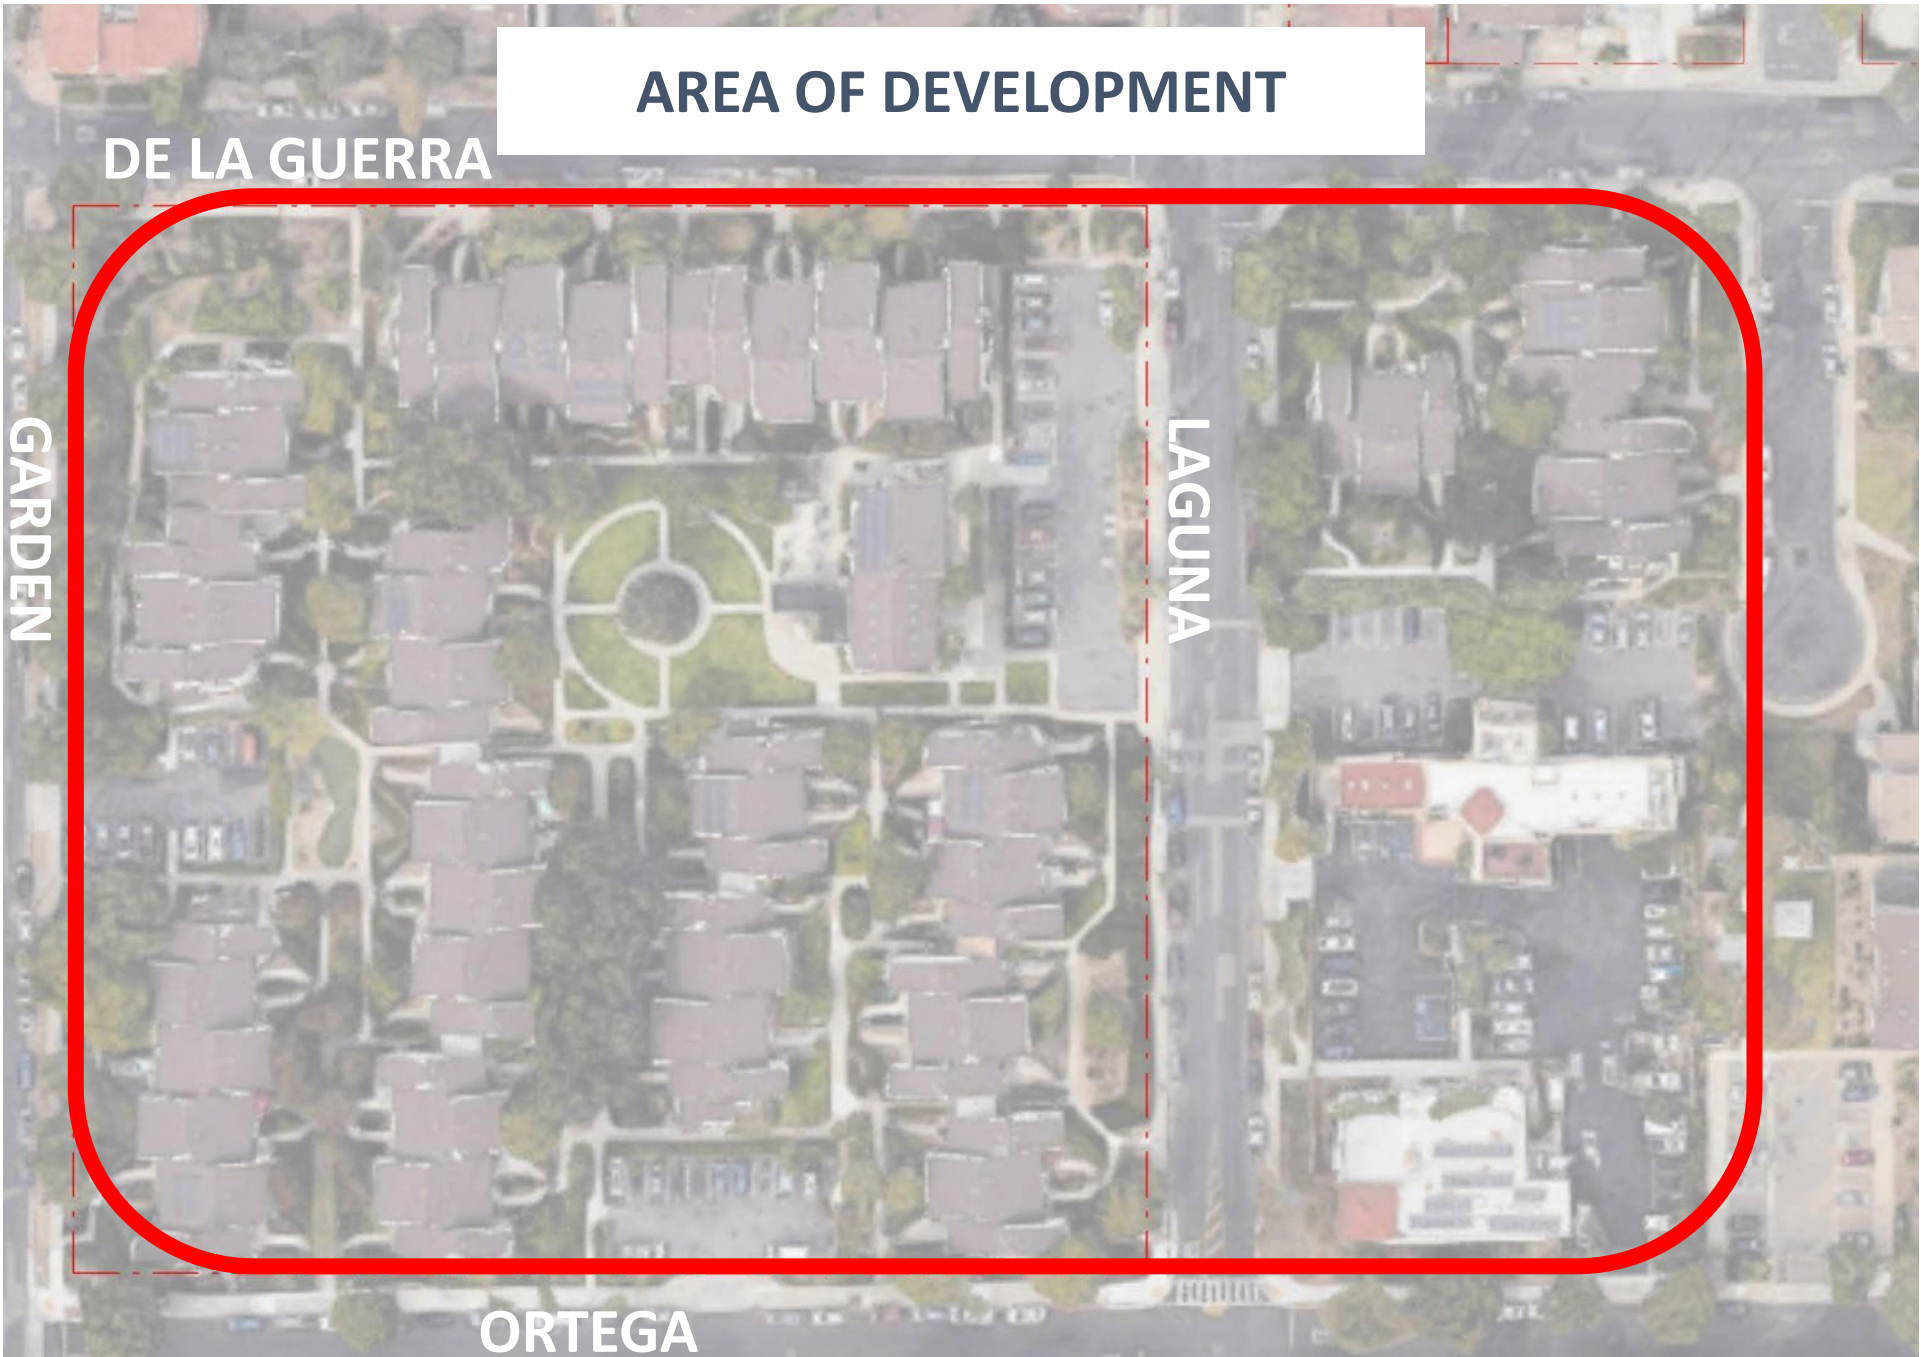 AREA OF DEVELOPMENT
DE LA GUERRA
GARDEN
LAGUNA
ORTEGA